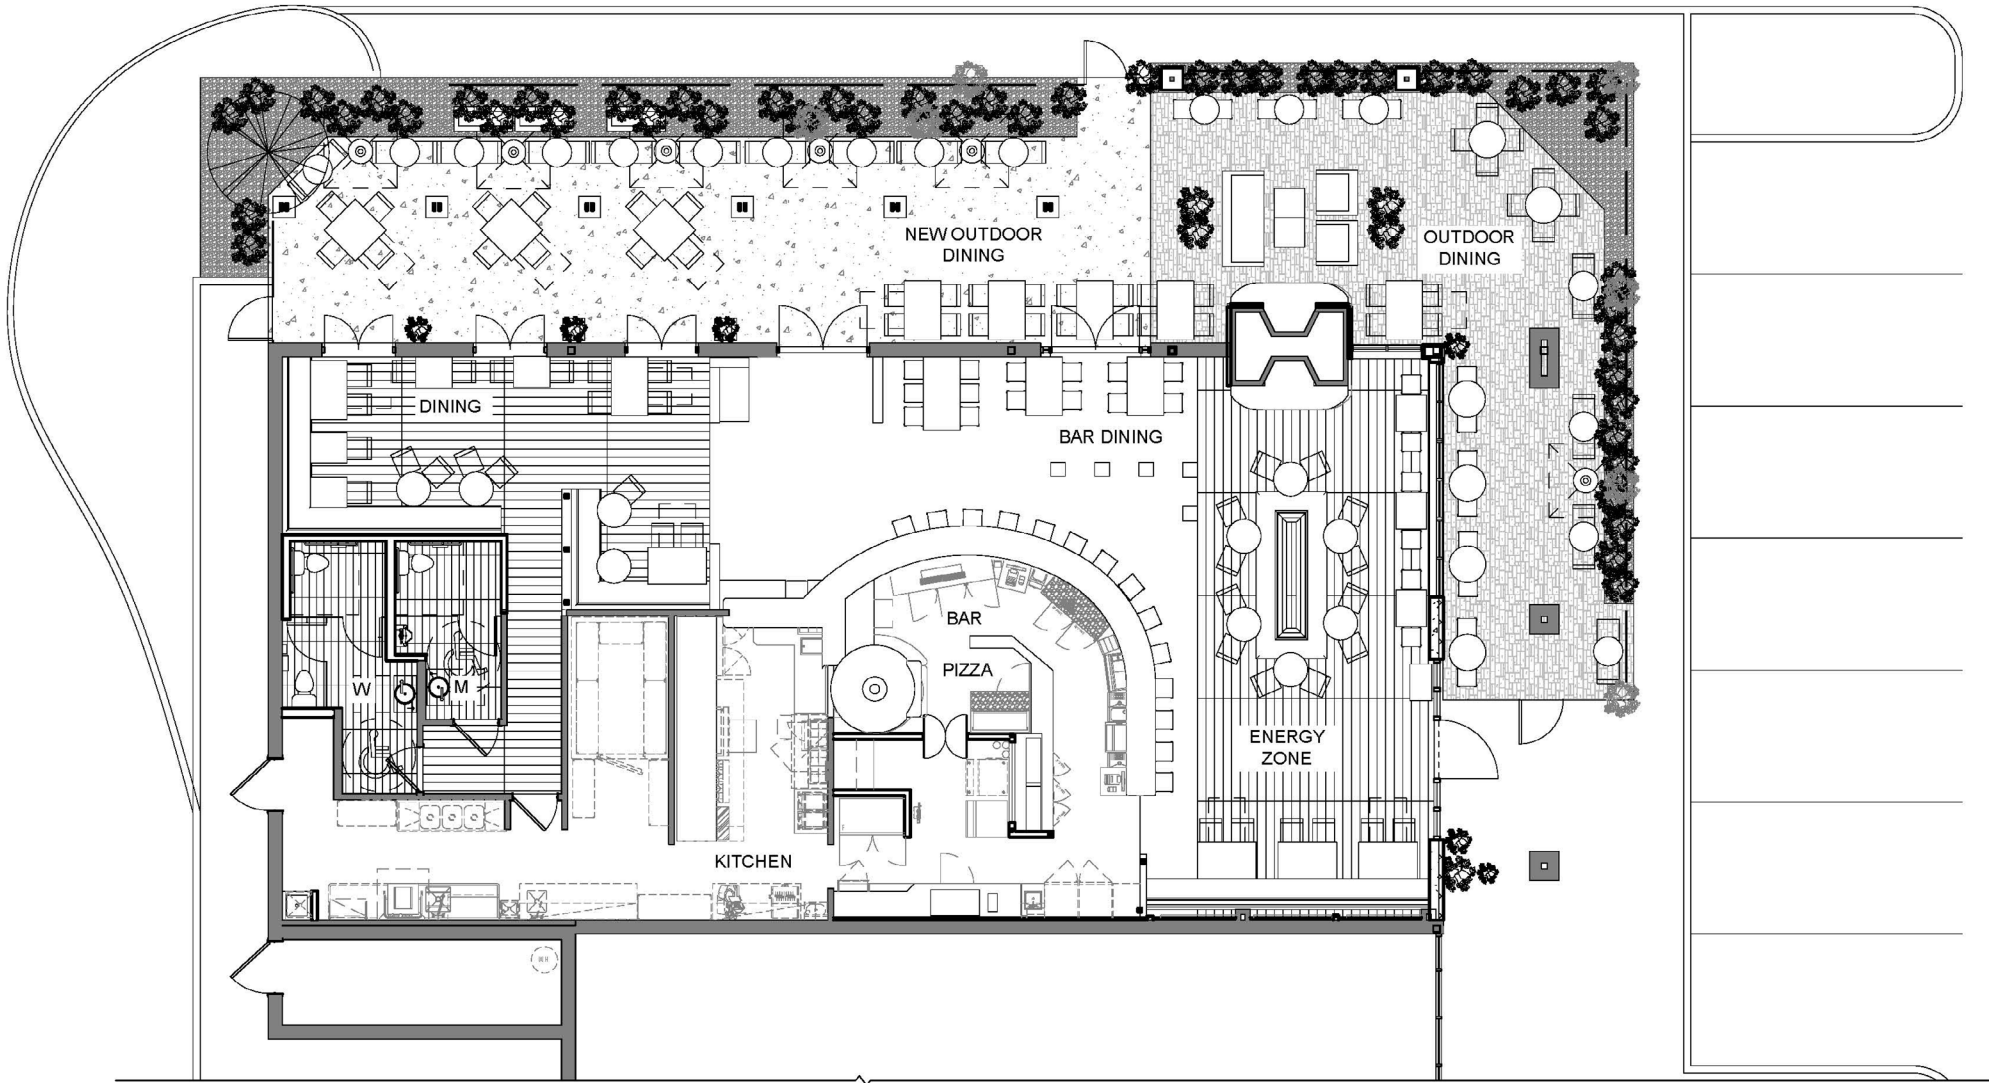 NEW OUTDOOR
DINING
OUTDOOR
DINING
DINING
BAR DINING
BAR
PIZZA
W
M
ENERGY
ZONE
KITCHEN